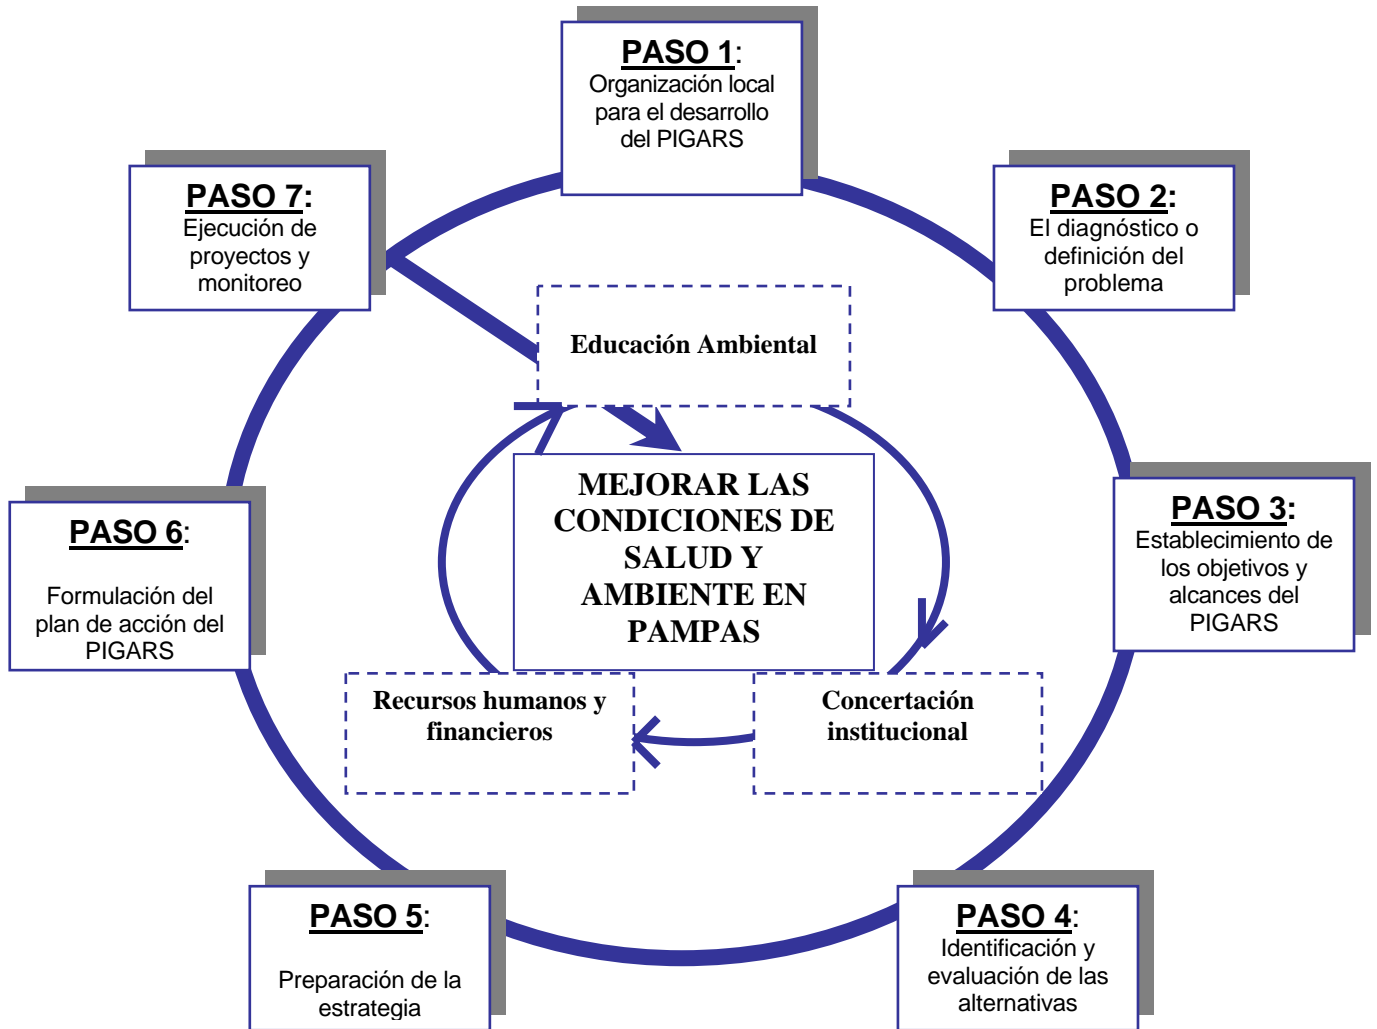 PASO 1:
Organización local
para el desarrollo
del PIGARS
PASO 2:
El diagnóstico o
definición del
problema
PASO 3:
Establecimiento de
los objetivos y
alcances del
PIGARS
PASO 4:
Identificación y
evaluación de las
alternativas
PASO 5:
Preparación de la
estrategia
PASO 6:
Formulación del
plan de acción del
PIGARS
PASO 7:
Ejecución de
proyectos y
monitoreo
Educación Ambiental
MEJORAR LAS
CONDICIONES DE
SALUD Y
AMBIENTE EN
PAMPAS
Concertación
institucional
Recursos humanos y
financieros